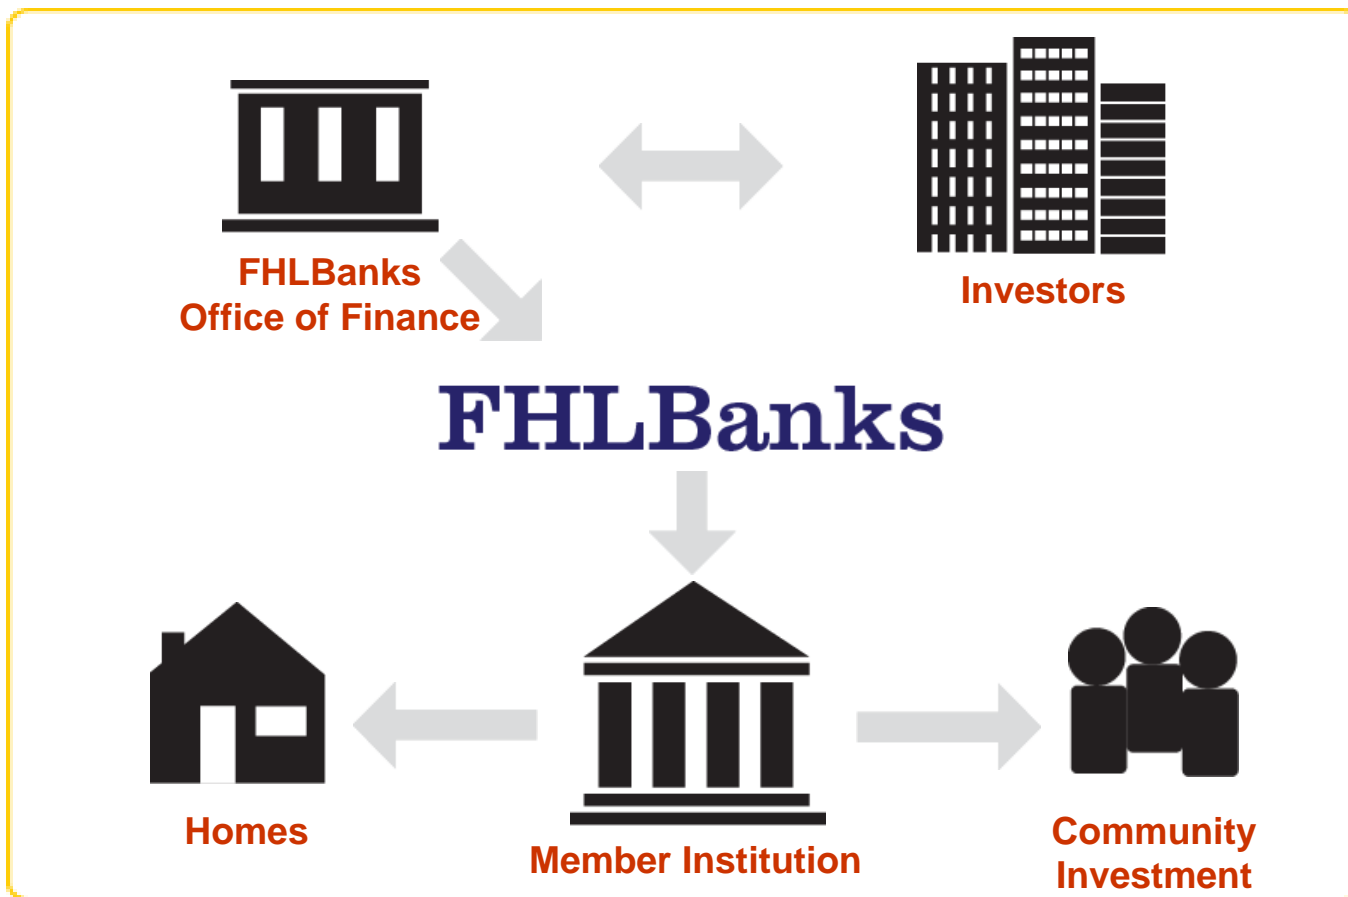 FHLBanks
Office of Finance
Investors
FHLBanks
Homes
Member Institution
Community
Investment